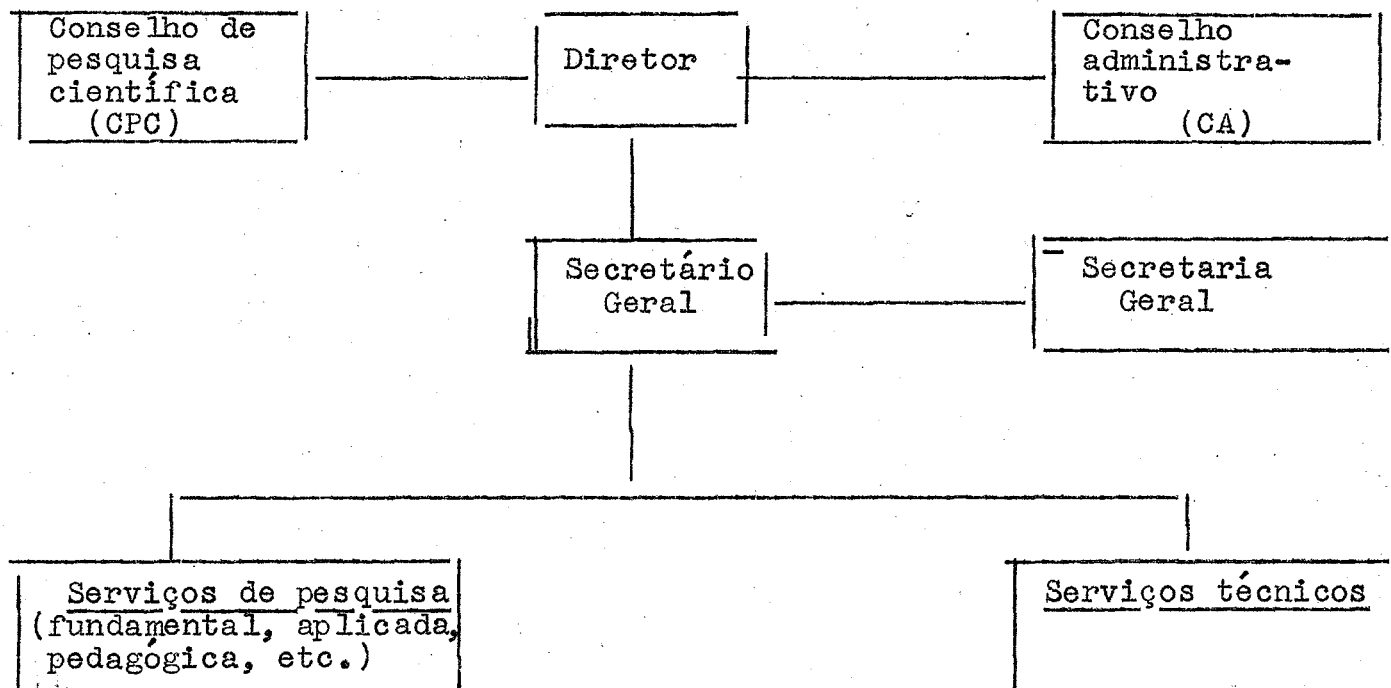 Conselho de
pesquisa
científica
(CPC)
Diretor
Conselho
administra-
tivo
(CA)
Secretário
Geral
Secretaria
Geral
Serviços de pesquisa
(fundamental, aplicada,
pedagógica, etc.)
Serviços técnicos